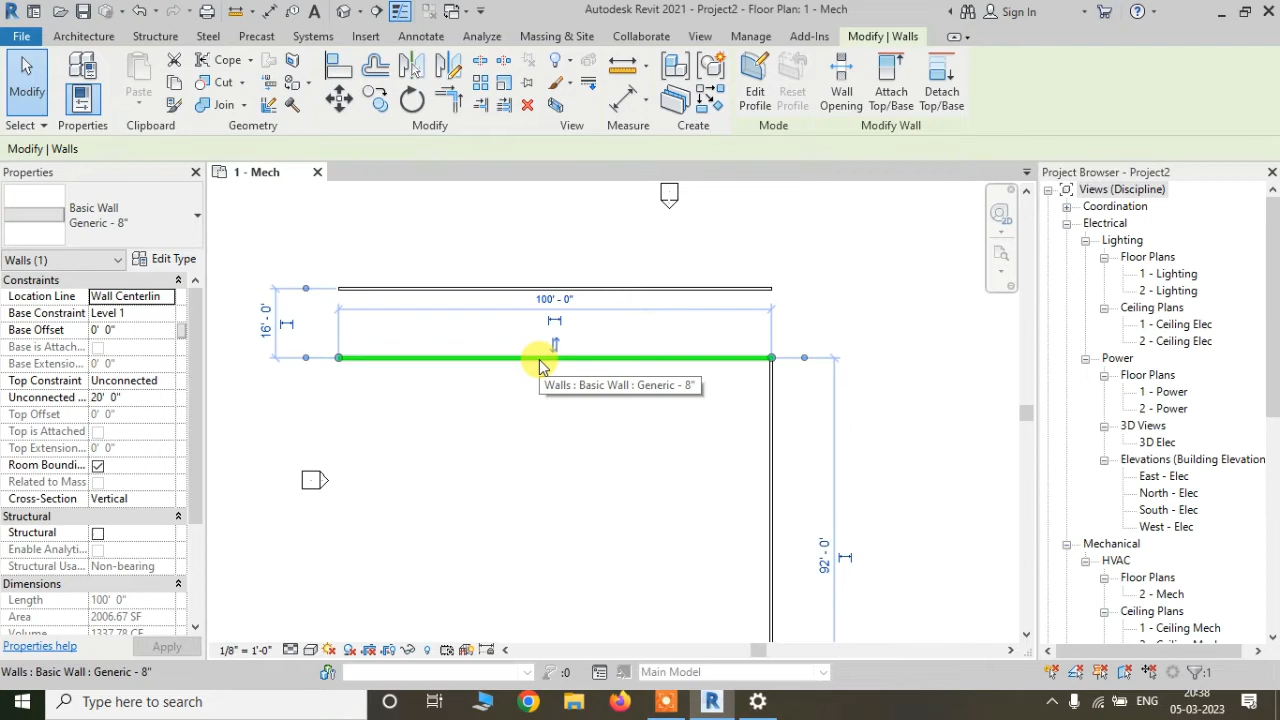 Autodesk Revit 2021 - Project2 - Floor Plan: 1 - Mech
Sign In
File Architecture Structure Steel Precast Systems Insert Annotate Analyze Massing & Site Collaborate View Manage Add-Ins Modify | Walls
Modify
Paste
Cope
Cut
Join
Edit Profile
Reset Profile
Wall Opening
Attach Top/Base
Detach Top/Base
Select Properties Clipboard Geometry Modify View Measure Create Mode Modify Wall
Modify | Walls
Properties
Basic Wall
Generic - 8"
Walls (1)
Edit Type
Constraints
Location Line Wall Centerlin
Base Constraint Level 1
Base Offset 0' 0"
Base is Attach...
Base Extensio... 0' 0"
Top Constraint Unconnected
Unconnected ... 20' 0"
Top Offset 0' 0"
Top is Attached
Top Extension... 0' 0"
Room Boundi...
Related to Mass
Cross-Section Vertical
Structural
Structural
Enable Analyti...
Structural Usa... Non-bearing
Dimensions
Length 100' 0"
Area 2006.67 SF
Volume 1337.78 CF
Properties help
Apply
1 - Mech
2D
100' - 0"
16' - 0'
Walls : Basic Wall : Generic - 8"
92' - 0'
1/8" = 1'-0"
Project Browser - Project2
Views (Discipline)
Coordination
Electrical
Lighting
Floor Plans
1 - Lighting
2 - Lighting
Ceiling Plans
1 - Ceiling Elec
2 - Ceiling Elec
Power
Floor Plans
1 - Power
2 - Power
3D Views
3D Elec
Elevations (Building Elevation
East - Elec
North - Elec
South - Elec
West - Elec
Mechanical
HVAC
Floor Plans
2 - Mech
Ceiling Plans
1 - Ceiling Mech
Walls : Basic Wall : Generic - 8"
:0
Main Model
:1
Type here to search
ENG
20:38
05-03-2023